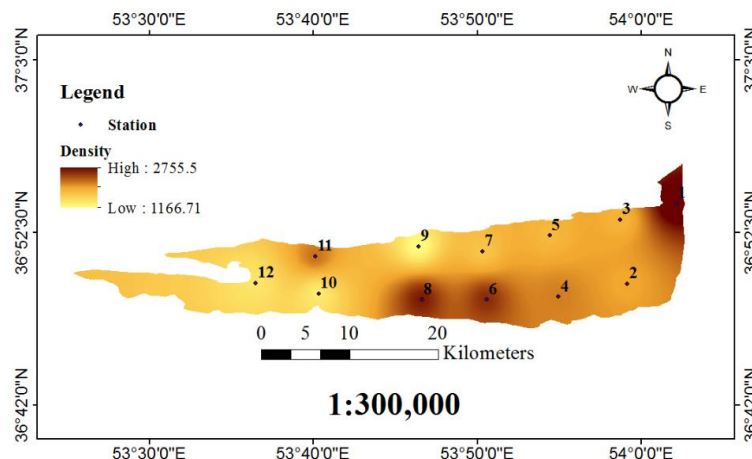 53°30'0"E 53°40'0"E 53°50'0"E 54°0'0"E
37°3'0"N 37°3'0"N
N
W E
S
Legend
Station
Density
High : 2755.5
Low : 1166.71
36°52'30"N 36°52'30"N
1
3
5
9
7
11
12
10
8
6
4
2
0 5 10 20
Kilometers
1:300,000
36°42'0"N 36°42'0"N
53°30'0"E 53°40'0"E 53°50'0"E 54°0'0"E